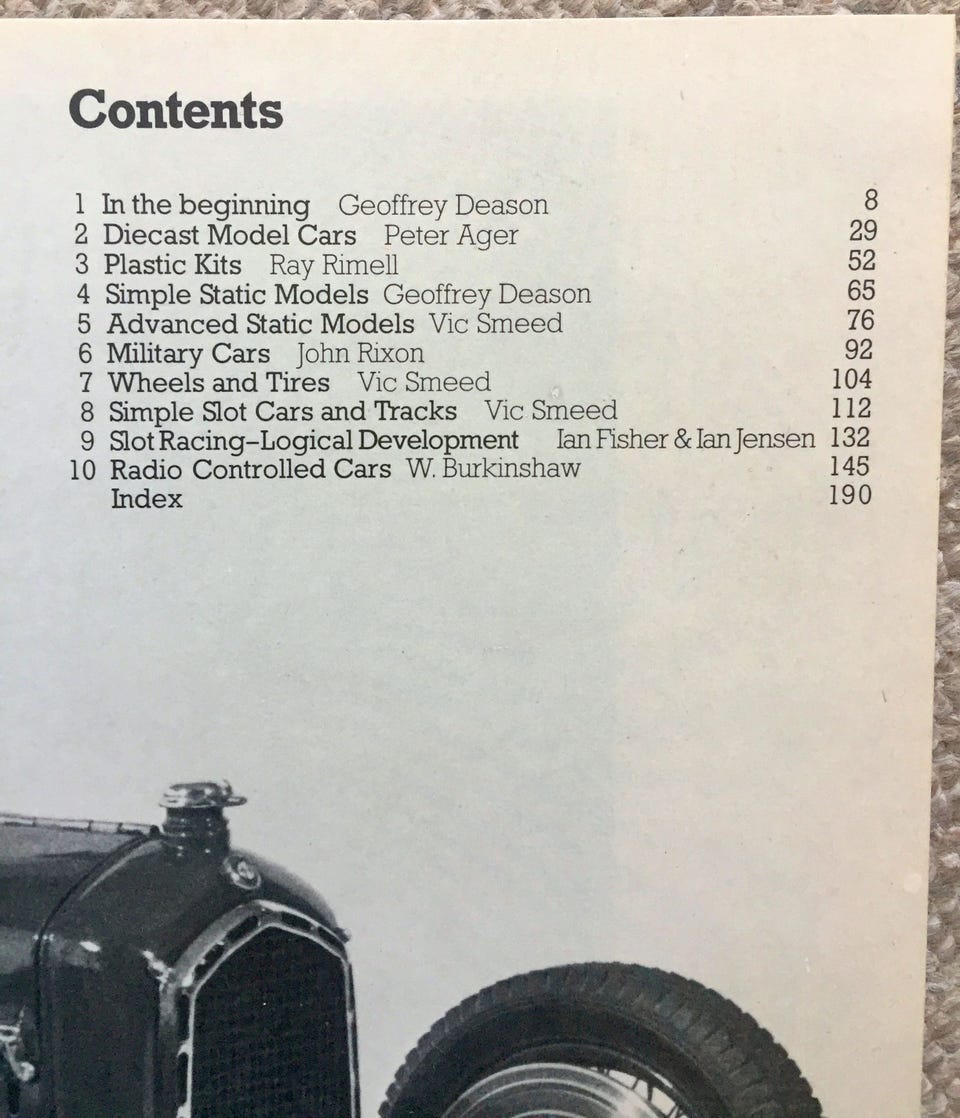 Contents
1 In the beginning Geoffrey Deason 8
2 Diecast Model Cars Peter Ager 29
3 Plastic Kits Ray Rimell 52
4 Simple Static Models Geoffrey Deason 65
5 Advanced Static Models Vic Smeed 76
6 Military Cars John Rixon 92
7 Wheels and Tires Vic Smeed 104
8 Simple Slot Cars and Tracks Vic Smeed 112
9 Slot Racing–Logical Development Ian Fisher & Ian Jensen 132
10 Radio Controlled Cars W. Burkinshaw 145
Index 190